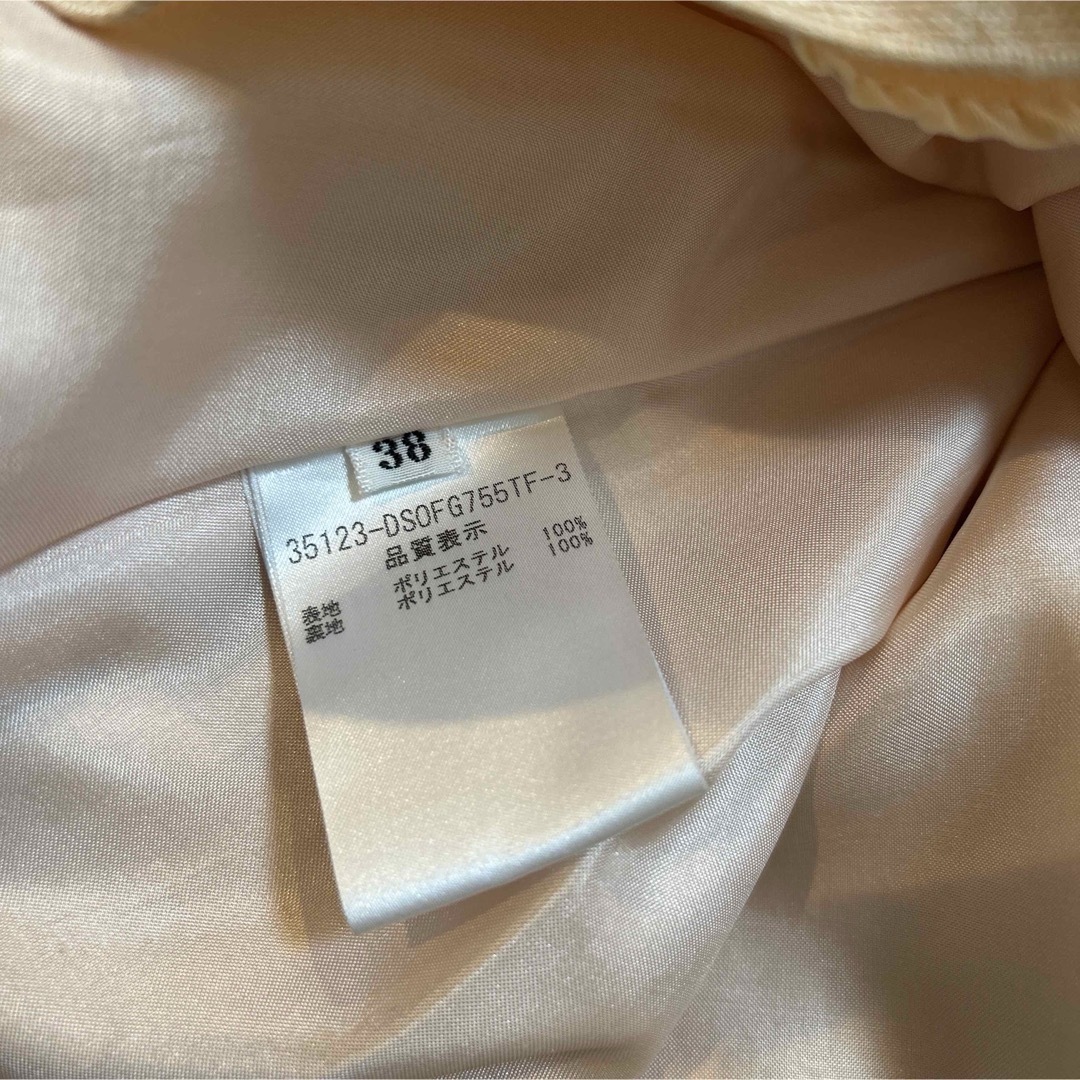 38
35123-DSOFG755TF-3
品質表示
表地 ポリエステル 100%
裏地 ポリエステル 100%